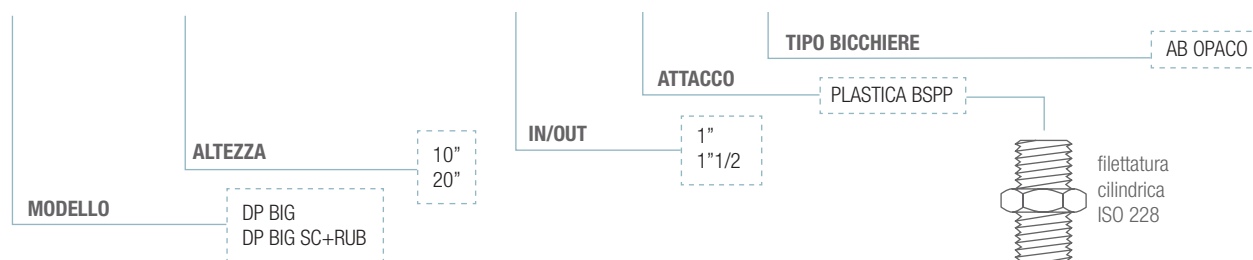 TIPO BICCHIERE
AB OPACO
ATTACCO
PLASTICA BSPP
IN/OUT
1”
1”1/2
filettatura
cilindrica
ISO 228
ALTEZZA
10”
20”
MODELLO
DP BIG
DP BIG SC+RUB